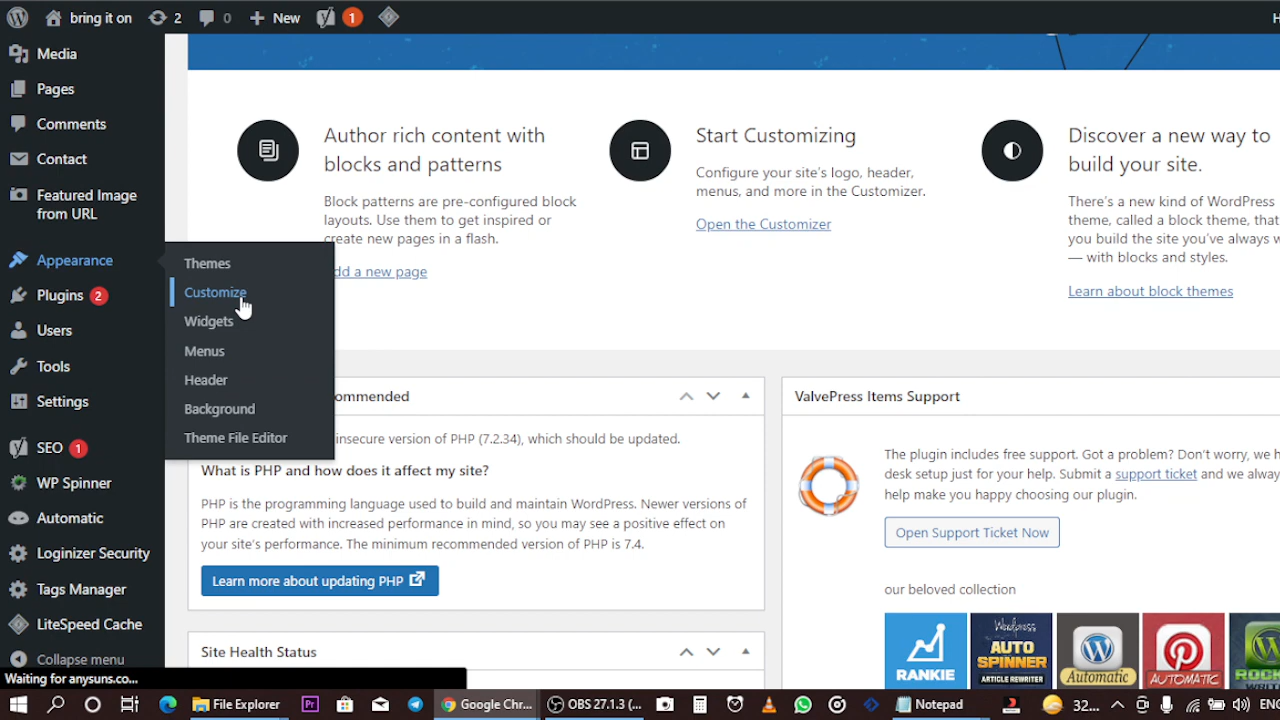 bring it on
2
0
New
1
H
Media
Pages
Comments
Contact
Featured Image
from URL
Appearance
Plugins 2
Users
Tools
Settings
SEO 1
WP Spinner
Automatic
Loginizer Security
Tags Manager
LiteSpeed Cache
Collapse menu
Waiting for anysuns.co...
Themes
Customize
Widgets
Menus
Header
Background
Theme File Editor
Author rich content with
blocks and patterns
Block patterns are pre-configured block
layouts. Use them to get inspired or
create new pages in a flash.
dd a new page
Start Customizing
Configure your site's logo, header,
menus, and more in the Customizer.
Open the Customizer
Discover a new way to
build your site.
There's a new kind of WordPress
theme, called a block theme, that
you build the site you've always w
— with blocks and styles.
Learn about block themes
ommended
insecure version of PHP (7.2.34), which should be updated.
What is PHP and how does it affect my site?
PHP is the programming language used to build and maintain WordPress. Newer versions of
PHP are created with increased performance in mind, so you may see a positive effect on
your site's performance. The minimum recommended version of PHP is 7.4.
Learn more about updating PHP
Site Health Status
ValvePress Items Support
The plugin includes free support. Got a problem? Don't worry, we h
desk setup just for your help. Submit a support ticket and we always
help make you happy choosing our plugin.
Open Support Ticket Now
our beloved collection
RANKIE
Wordpress
AUTO
SPINNER
ARTICLE REWRITER
Automatic
AUTOMATIC
ROCK
File Explorer
Pr
Google Chr...
OBS 27.1.3 (...
Notepad
32...
ENG